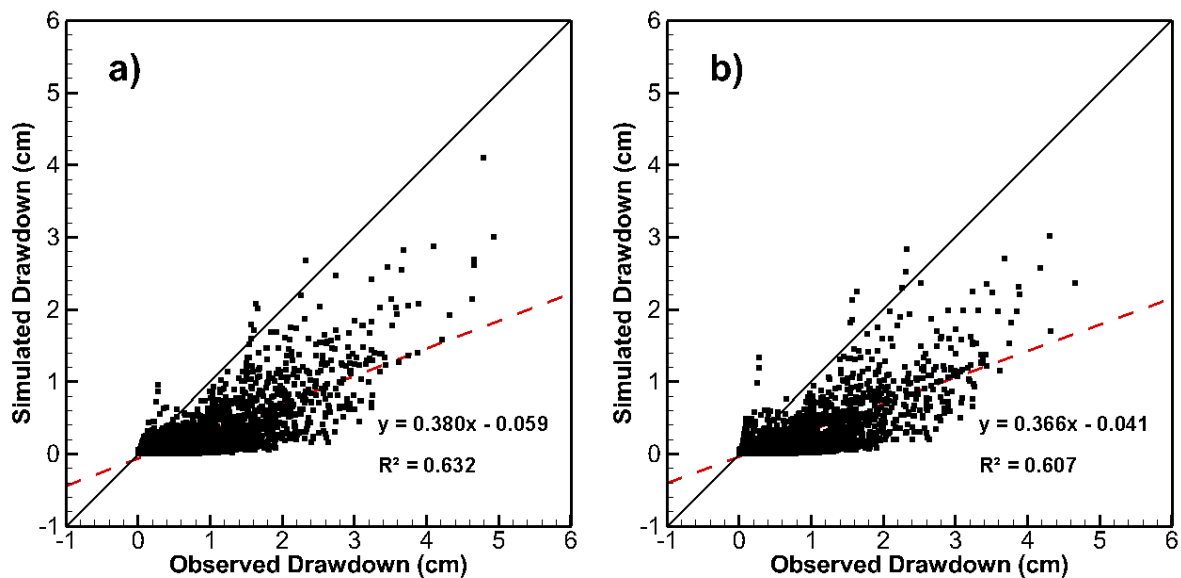 a)
6
5
4
3
2
1
0
-1
Simulated Drawdown (cm)
y = 0.380x - 0.059
R² = 0.632
-1 0 1 2 3 4 5 6
Observed Drawdown (cm)
b)
6
5
4
3
2
1
0
-1
Simulated Drawdown (cm)
y = 0.366x - 0.041
R² = 0.607
-1 0 1 2 3 4 5 6
Observed Drawdown (cm)